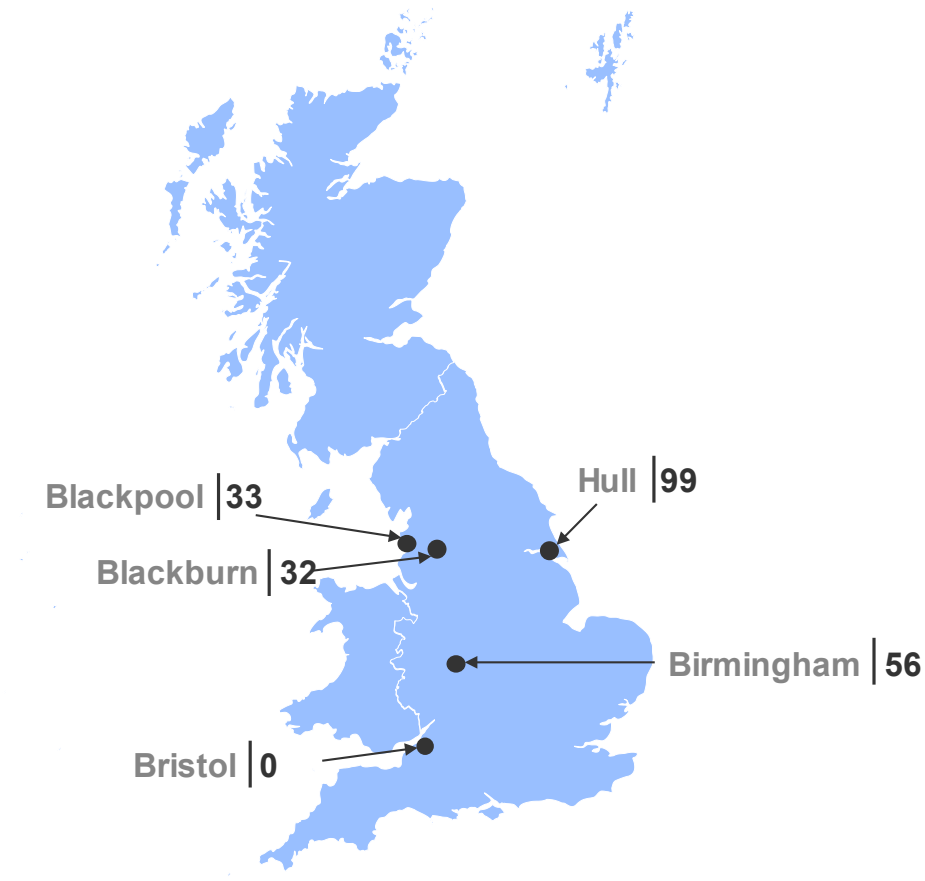 Hull |99
Blackpool |33
Blackburn |32
Birmingham |56
Bristol |0